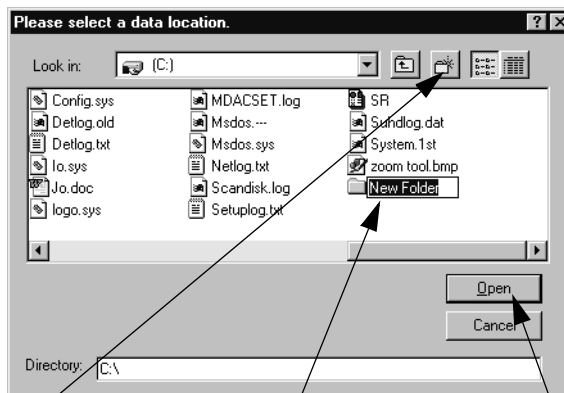 Please select a data location.
Look in: (C:)
Config.sys MDACSET.log SR
Detlog.old Msdos.--- Suhdlog.dat
Detlog.txt Msdos.sys System.1st
Io.sys Netlog.txt zoom tool.bmp
Jo.doc Scandisk.log New Folder
logo.sys Setuplog.txt
Open
Cancel
Directory: C:\